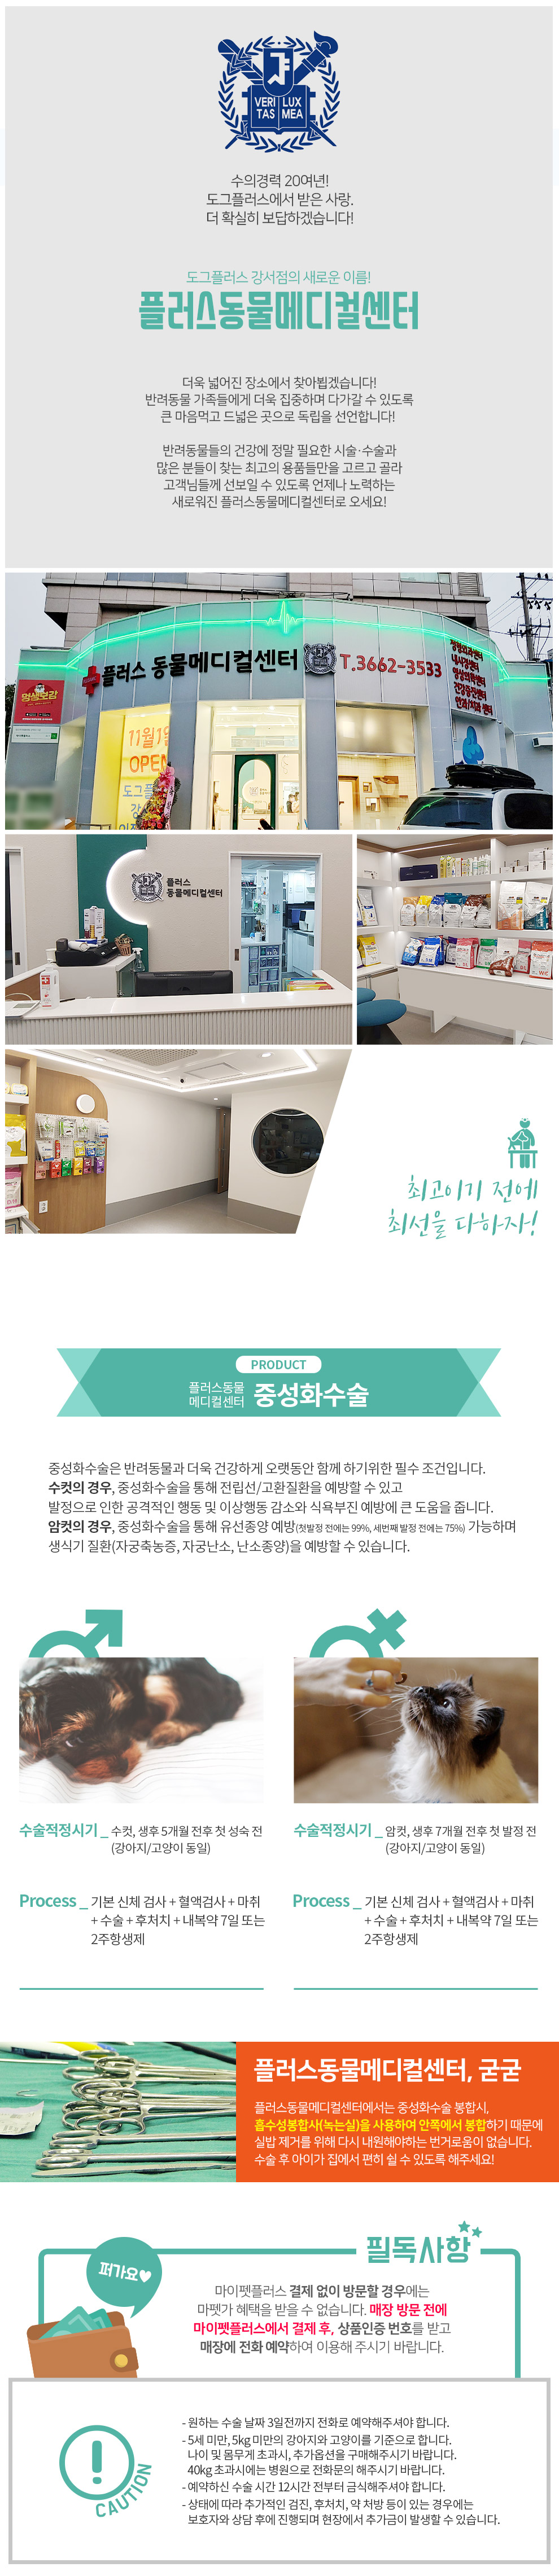 VERI LUX
TAS MEA
수의경력 20여년!
도그플러스에서 받은 사랑.
더 확실히 보답하겠습니다!
도그플러스 강서점의 새로운 이름!
플러스동물메디컬센터
더욱 넓어진 장소에서 찾아뵙겠습니다!
반려동물 가족들에게 더욱 집중하며 다가갈 수 있도록
큰 마음먹고 드넓은 곳으로 독립을 선언합니다!
반려동물들의 건강에 정말 필요한 시술·수술과
많은 분들이 찾는 최고의 용품들만을 고르고 골라
고객님들께 선보일 수 있도록 언제나 노력하는
새로워진 플러스동물메디컬센터로 오세요!
플러스 동물메디컬센터 T.3662-3533
정형외과센터
내시경센터
영상의학센터
건강검진센터
안과/치과 센터
멍샘보감
11월1일
OPEN
도그플
플러스
동물메디컬센터
최고이기 전에
최선을 다하자!
PRODUCT
플러스동물
메디컬센터 중성화수술
중성화수술은 반려동물과 더욱 건강하게 오랫동안 함께 하기위한 필수 조건입니다.
수컷의 경우, 중성화수술을 통해 전립선/고환질환을 예방할 수 있고
발정으로 인한 공격적인 행동 및 이상행동 감소와 식욕부진 예방에 큰 도움을 줍니다.
암컷의 경우, 중성화수술을 통해 유선종양 예방(첫발정 전에는 99%, 세번째 발정 전에는 75%) 가능하며
생식기 질환(자궁축농증, 자궁난소, 난소종양)을 예방할 수 있습니다.
수술적정시기 _ 수컷, 생후 5개월 전후 첫 성숙 전
(강아지/고양이 동일)
Process _ 기본 신체 검사 + 혈액검사 + 마취
+ 수술 + 후처치 + 내복약 7일 또는
2주항생제
수술적정시기 _ 암컷, 생후 7개월 전후 첫 발정 전
(강아지/고양이 동일)
Process _ 기본 신체 검사 + 혈액검사 + 마취
+ 수술 + 후처치 + 내복약 7일 또는
2주항생제
플러스동물메디컬센터, 굳굳
플러스동물메디컬센터에서는 중성화수술 봉합시,
흡수성봉합사(녹는실)을 사용하여 안쪽에서 봉합하기 때문에
실밥 제거를 위해 다시 내원해야하는 번거로움이 없습니다.
수술 후 아이가 집에서 편히 쉴 수 있도록 해주세요!
필독사항
퍼가요♥
마이펫플러스 결제 없이 방문할 경우에는
마펫가 혜택을 받을 수 없습니다. 매장 방문 전에
마이펫플러스에서 결제 후, 상품인증 번호를 받고
매장에 전화 예약하여 이용해 주시기 바랍니다.
CAUTION
- 원하는 수술 날짜 3일전까지 전화로 예약해주셔야 합니다.
- 5세 미만, 5kg 미만의 강아지와 고양이를 기준으로 합니다.
나이 및 몸무게 초과시, 추가옵션을 구매해주시기 바랍니다.
40kg 초과시에는 병원으로 전화문의 해주시기 바랍니다.
- 예약하신 수술 시간 12시간 전부터 금식해주셔야 합니다.
- 상태에 따라 추가적인 검진, 후처치, 약 처방 등이 있는 경우에는
보호자와 상담 후에 진행되며 현장에서 추가금이 발생할 수 있습니다.